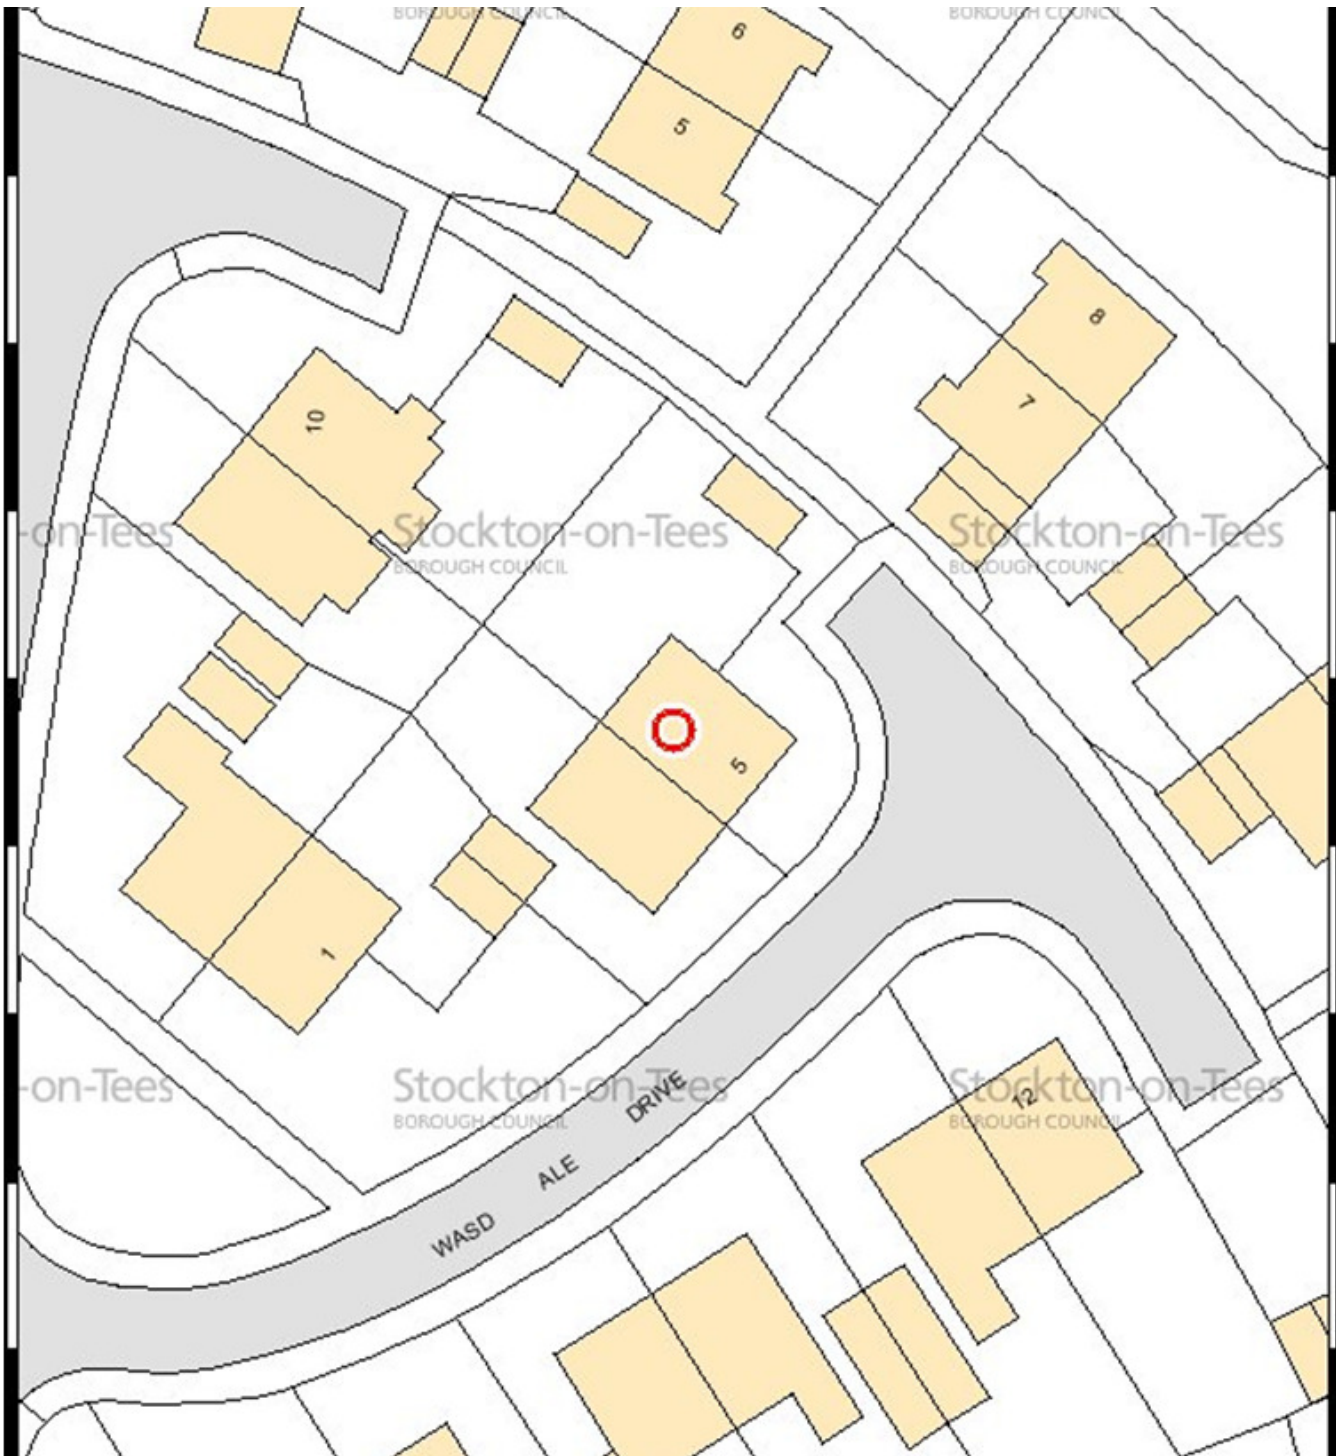 BOROUGH COUNCIL
BOROUGH COUNCIL
6
5
8
7
10
-on-Tees
Stockton-on-Tees
BOROUGH COUNCIL
Stockton-on-Tees
BOROUGH COUNCIL
5
1
-on-Tees
Stockton-on-Tees
BOROUGH COUNCIL
Stockton-on-Tees
BOROUGH COUNCIL
12
WASD ALE DRIVE